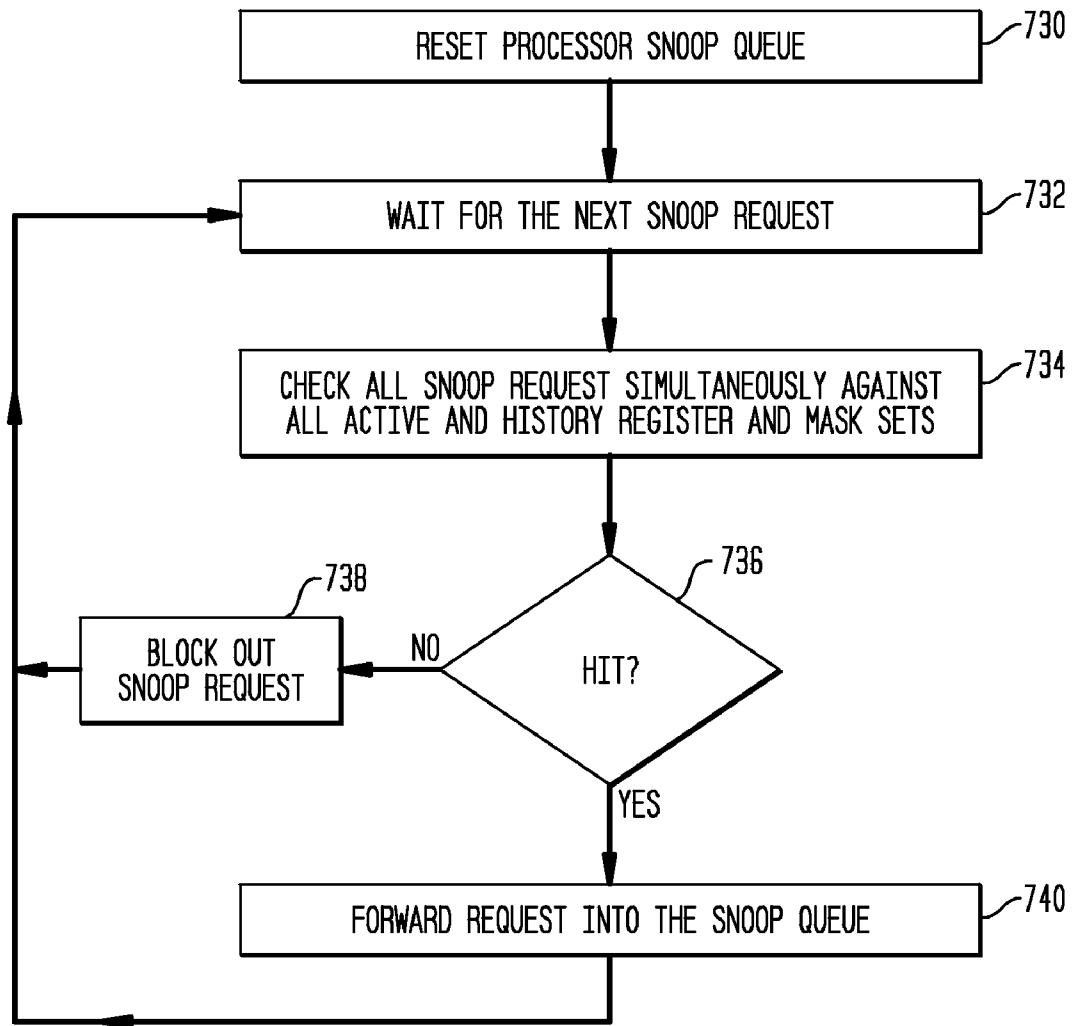 RESET PROCESSOR SNOOP QUEUE
730
WAIT FOR THE NEXT SNOOP REQUEST
732
CHECK ALL SNOOP REQUEST SIMULTANEOUSLY AGAINST
ALL ACTIVE AND HISTORY REGISTER AND MASK SETS
734
HIT?
736
NO
BLOCK OUT
SNOOP REQUEST
738
YES
FORWARD REQUEST INTO THE SNOOP QUEUE
740